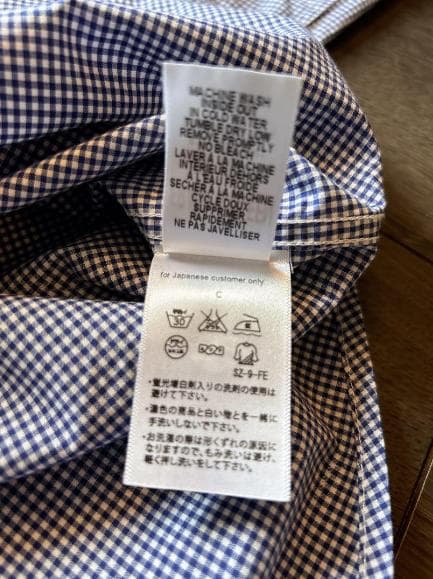 MACHINE WASH
INSIDE OUT
IN COLD WATER
TUMBLE DRY LOW
REMOVE PROMPTLY
NO BLEACH
LAVER À LA MACHINE
INTÉRIEUR DEHORS
À L'EAU FROIDE
SÉCHER À LA MACHINE
CYCLE DOUX
SUPPRIMER
RAPIDEMENT
NE PAS JAVELLISER
for Japanese customer only
C
30
SZ-9-FE
・蛍光増白剤入りの洗剤の使用は
避けて下さい。
・濃色の商品と白い物とを一緒に
手洗いしないで下さい。
・お洗濯の際は形くずれの原因に
なりますので、もみ洗いは避け、
軽く押し洗いをして下さい。